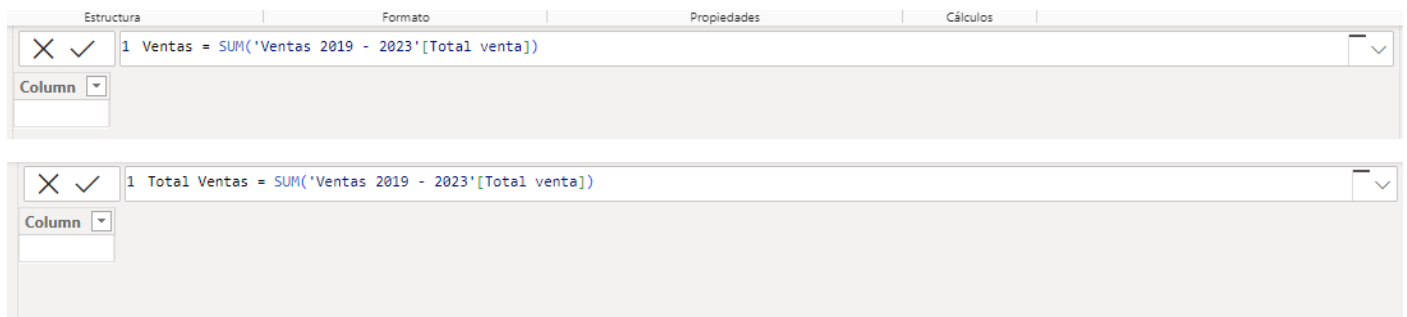 Estructura Formato Propiedades Cálculos
1 Ventas = SUM('Ventas 2019 - 2023'[Total venta])
Column
1 Total Ventas = SUM('Ventas 2019 - 2023'[Total venta])
Column